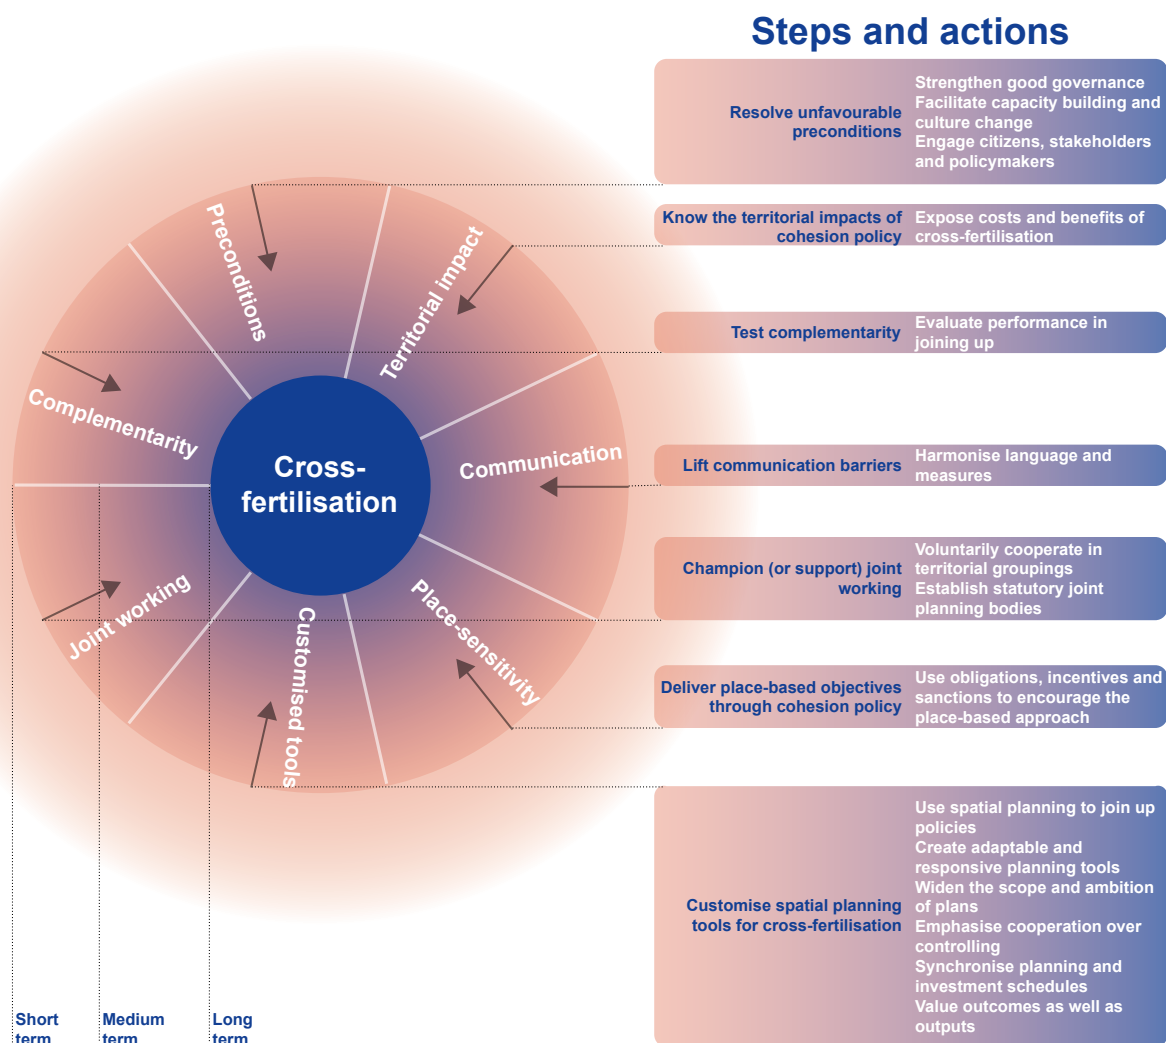 Steps and actions
Resolve unfavourable
preconditions
Strengthen good governance
Facilitate capacity building and
culture change
Engage citizens, stakeholders
and policymakers
Know the territorial impacts of
cohesion policy
Expose costs and benefits of
cross-fertilisation
Test complementarity
Evaluate performance in
joining up
Lift communication barriers
Harmonise language and
measures
Champion (or support) joint
working
Voluntarily cooperate in
territorial groupings
Establish statutory joint
planning bodies
Deliver place-based objectives
through cohesion policy
Use obligations, incentives and
sanctions to encourage the
place-based approach
Customise spatial planning
tools for cross-fertilisation
Use spatial planning to join up
policies
Create adaptable and
responsive planning tools
Widen the scope and ambition
of plans
Emphasise cooperation over
controlling
Synchronise planning and
investment schedules
Value outcomes as well as
outputs
Preconditions
Territorial impact
Communication
Place-sensitivity
Customised tools
Joint working
Complementarity
Cross-
fertilisation
Short
term
Medium
term
Long
term